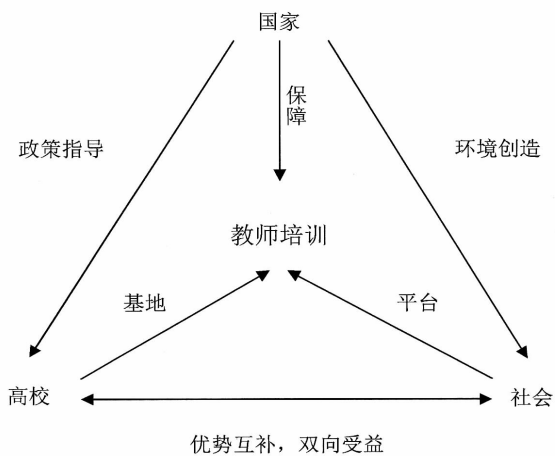 国家
保障
政策指导
环境创造
教师培训
基地
平台
高校
社会
优势互补，双向受益